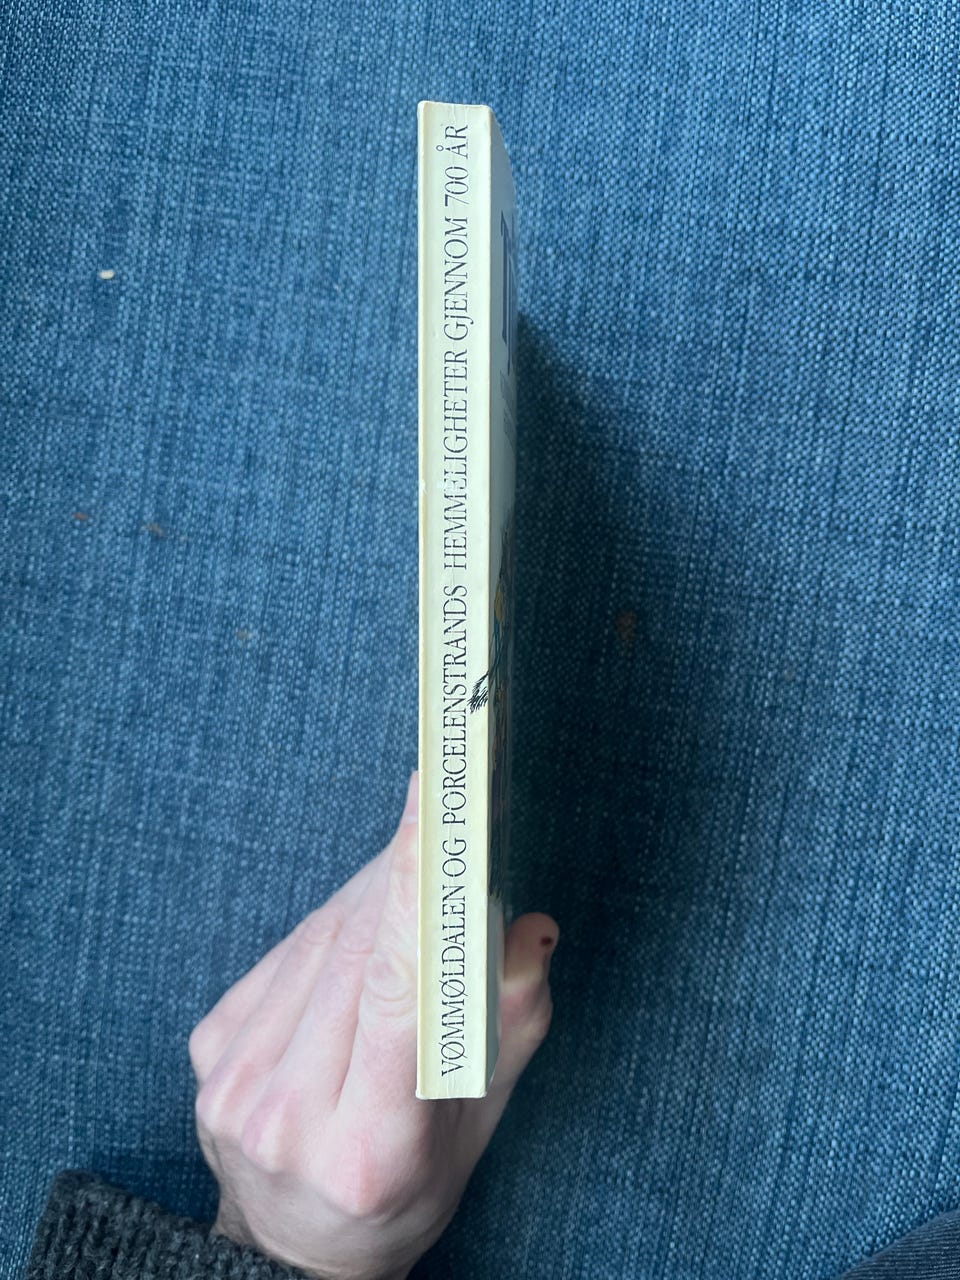 VØMMØLDALEN OG PORCELENSTRANDS HEMMELIGHETER GJENNOM 700 ÅR